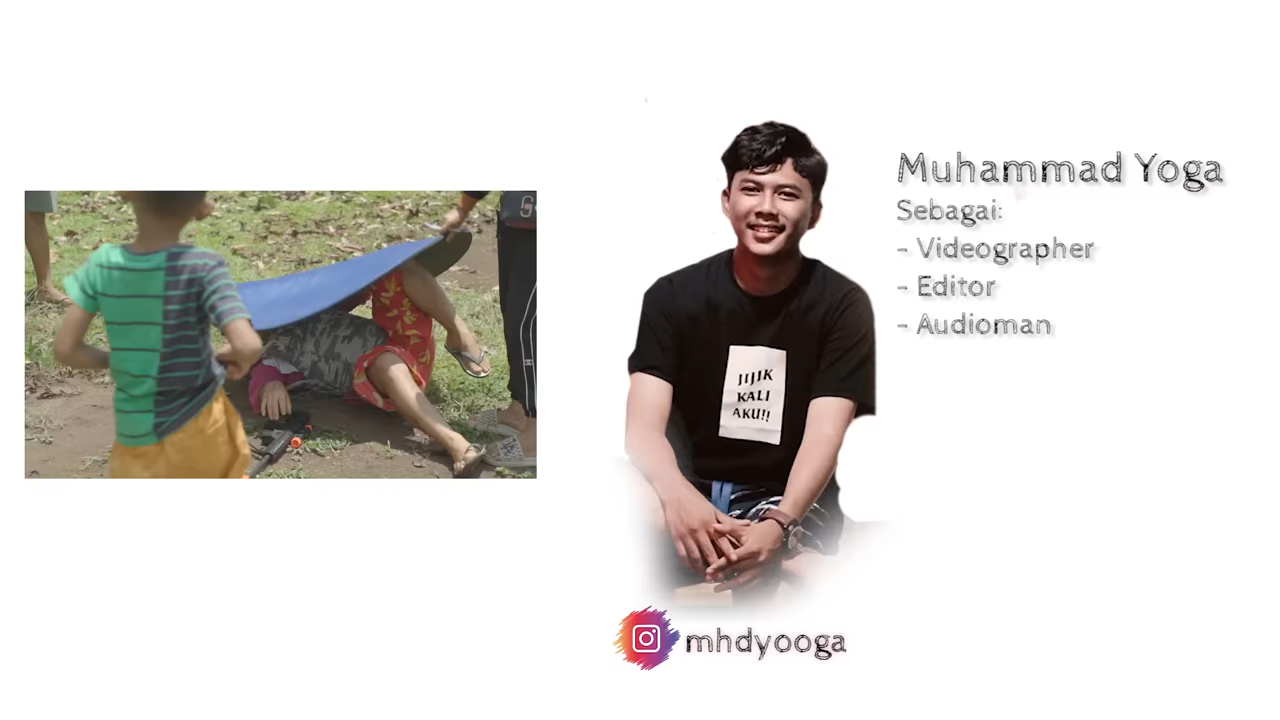 Muhammad Yoga
Sebagai:
- Videographer
- Editor
- Audioman
JIJIK
KALI
AKU!!
mhdyooga